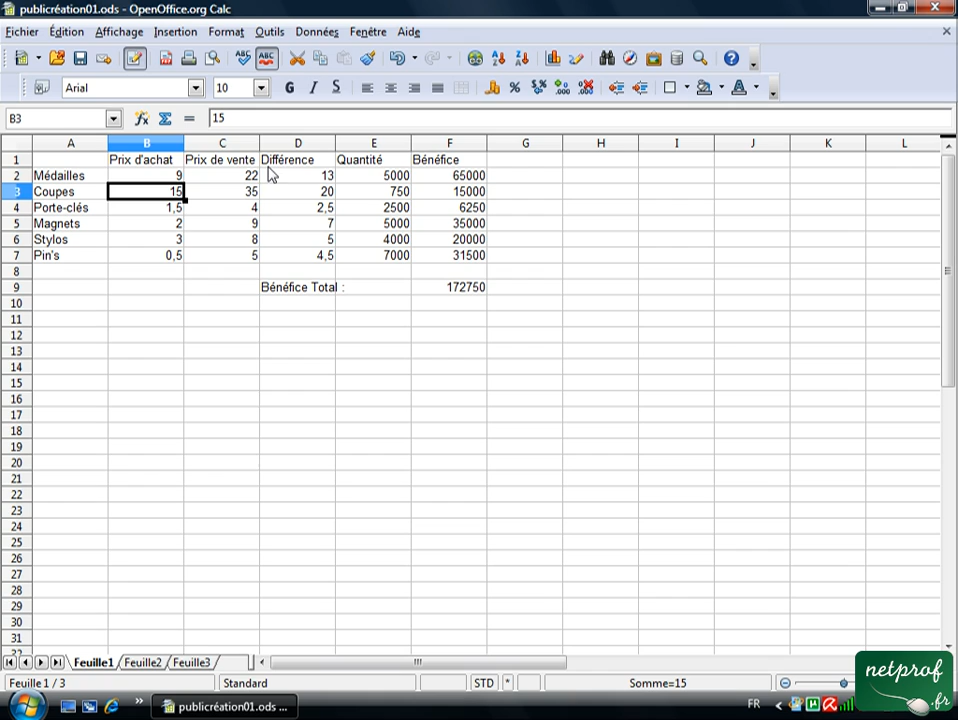 publicréation01.ods - OpenOffice.org Calc
Fichier Édition Affichage Insertion Format Outils Données Fenêtre Aide
Arial 10 G I S
B3 15
A B C D E F G H I J K L
1 Prix d'achat Prix de vente Différence Quantité Bénéfice
2 Médailles 9 22 13 5000 65000
3 Coupes 15 35 20 750 15000
4 Porte-clés 1,5 4 2,5 2500 6250
5 Magnets 2 9 7 5000 35000
6 Stylos 3 8 5 4000 20000
7 Pin's 0,5 5 4,5 7000 31500
8
9 Bénéfice Total : 172750
10
11
12
13
14
15
16
17
18
19
20
21
22
23
24
25
26
27
28
29
30
31
32
Feuille1 Feuille2 Feuille3
Feuille 1 / 3 Standard STD * Somme=15
publicréation01.ods ... FR
netprof
.fr